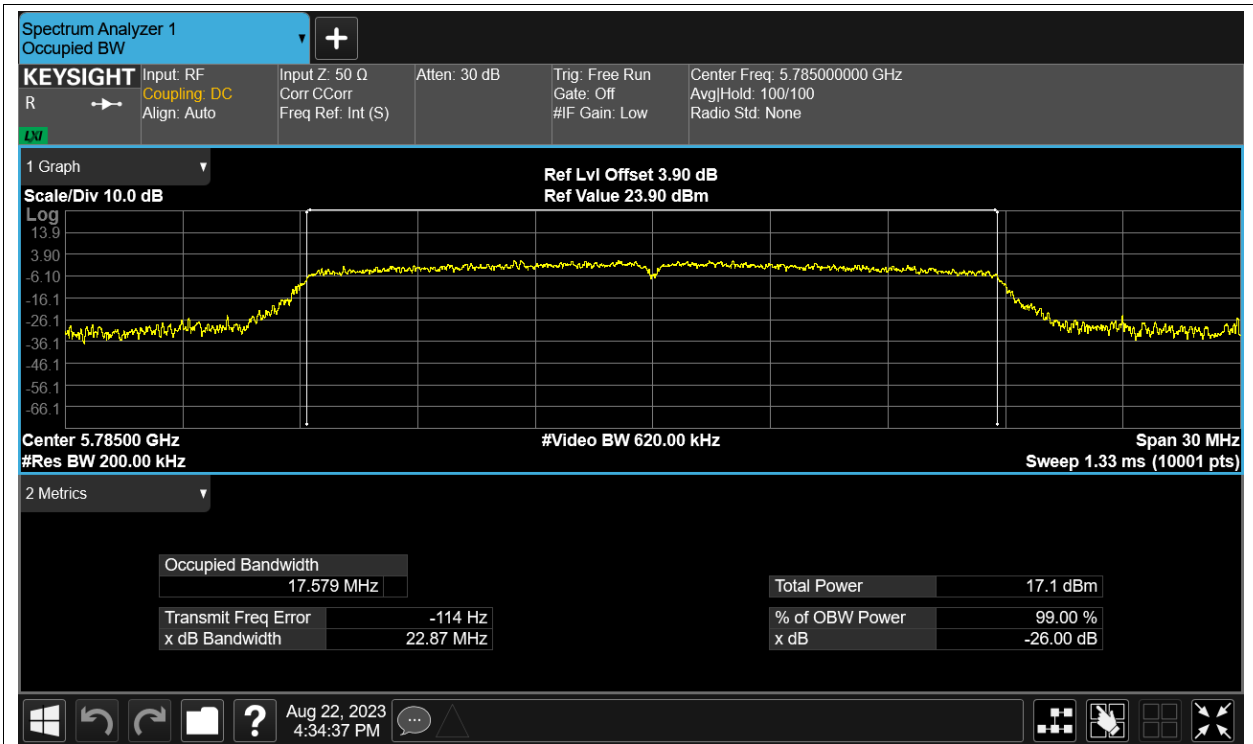 Spectrum Analyzer 1
Occupied BW
KEYSIGHT
R
LXI
Input: RF
Coupling: DC
Align: Auto
Input Z: 50 Ω
Corr CCorr
Freq Ref: Int (S)
Atten: 30 dB
Trig: Free Run
Gate: Off
#IF Gain: Low
Center Freq: 5.785000000 GHz
Avg|Hold: 100/100
Radio Std: None
1 Graph
Scale/Div 10.0 dB
Ref Lvl Offset 3.90 dB
Ref Value 23.90 dBm
Log
13.9
3.90
-6.10
-16.1
-26.1
-36.1
-46.1
-56.1
-66.1
Center 5.78500 GHz
#Res BW 200.00 kHz
#Video BW 620.00 kHz
Span 30 MHz
Sweep 1.33 ms (10001 pts)
2 Metrics
Occupied Bandwidth
17.579 MHz
Transmit Freq Error -114 Hz
x dB Bandwidth 22.87 MHz
Total Power 17.1 dBm
% of OBW Power 99.00 %
x dB -26.00 dB
?
Aug 22, 2023
4:34:37 PM